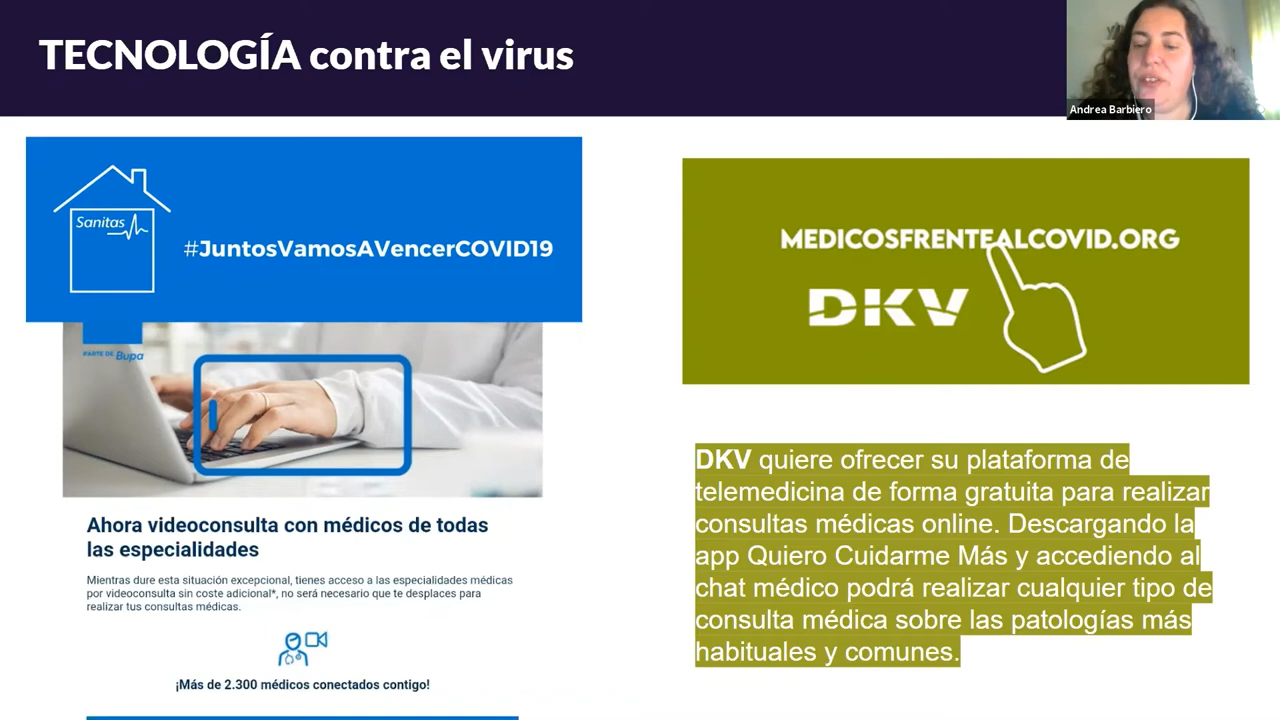 TECNOLOGÍA contra el virus
Andrea Barbiero
Sanitas
#JuntosVamosAVencerCOVID19
PARTE DE Bupa
Ahora videoconsulta con médicos de todas
las especialidades
Mientras dure esta situación excepcional, tienes acceso a las especialidades médicas
por videoconsulta sin coste adicional*, no será necesario que te desplaces para
realizar tus consultas médicas.
¡Más de 2.300 médicos conectados contigo!
MEDICOSFRENTEALCOVID.ORG
DKV
DKV quiere ofrecer su plataforma de
telemedicina de forma gratuita para realizar
consultas médicas online. Descargando la
app Quiero Cuidarme Más y accediendo al
chat médico podrá realizar cualquier tipo de
consulta médica sobre las patologías más
habituales y comunes.